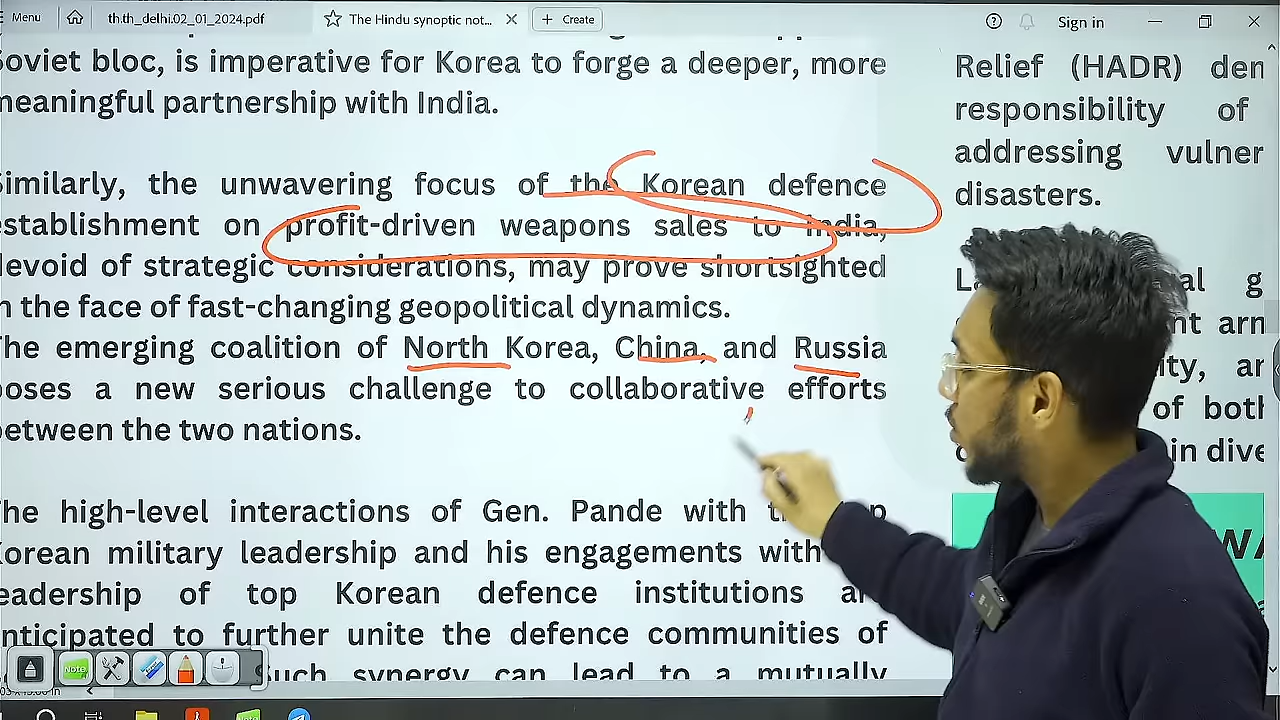 Menu
th.th_delhi.02_01_2024.pdf
The Hindu synoptic not...
Create
Sign in
Soviet bloc, is imperative for Korea to forge a deeper, more
meaningful partnership with India.
Similarly, the unwavering focus of the Korean defence
establishment on profit-driven weapons sales to India,
devoid of strategic considerations, may prove shortsighted
in the face of fast-changing geopolitical dynamics.
The emerging coalition of North Korea, China, and Russia
poses a new serious challenge to collaborative efforts
between the two nations.
The high-level interactions of Gen. Pande with
Korean military leadership and his engagements with
leadership of top Korean defence institutions
anticipated to further unite the defence communities of
Such synergy can lead to a mutually
Relief (HADR)
responsibility of
addressing
disasters.
of
in
Note